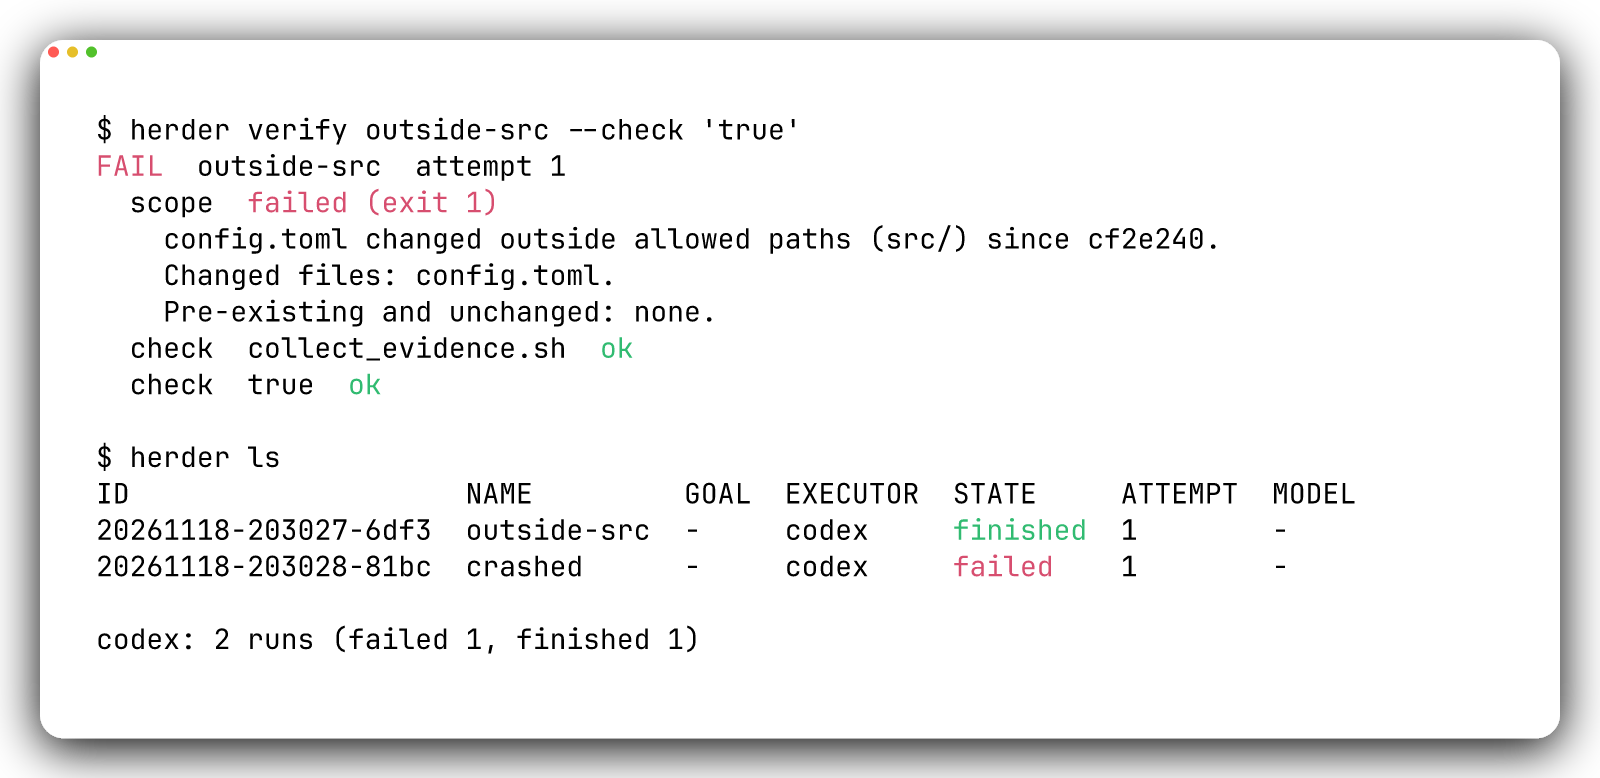 $ herder verify outside-src --check 'true'
FAIL  outside-src  attempt 1
  scope  failed (exit 1)
    config.toml changed outside allowed paths (src/) since cf2e240.
    Changed files: config.toml.
    Pre-existing and unchanged: none.
  check  collect_evidence.sh  ok
  check  true  ok

$ herder ls
ID                    NAME         GOAL  EXECUTOR  STATE     ATTEMPT  MODEL
20261118-203027-6df3  outside-src  -     codex     finished  1        -
20261118-203028-81bc  crashed      -     codex     failed    1        -

codex: 2 runs (failed 1, finished 1)